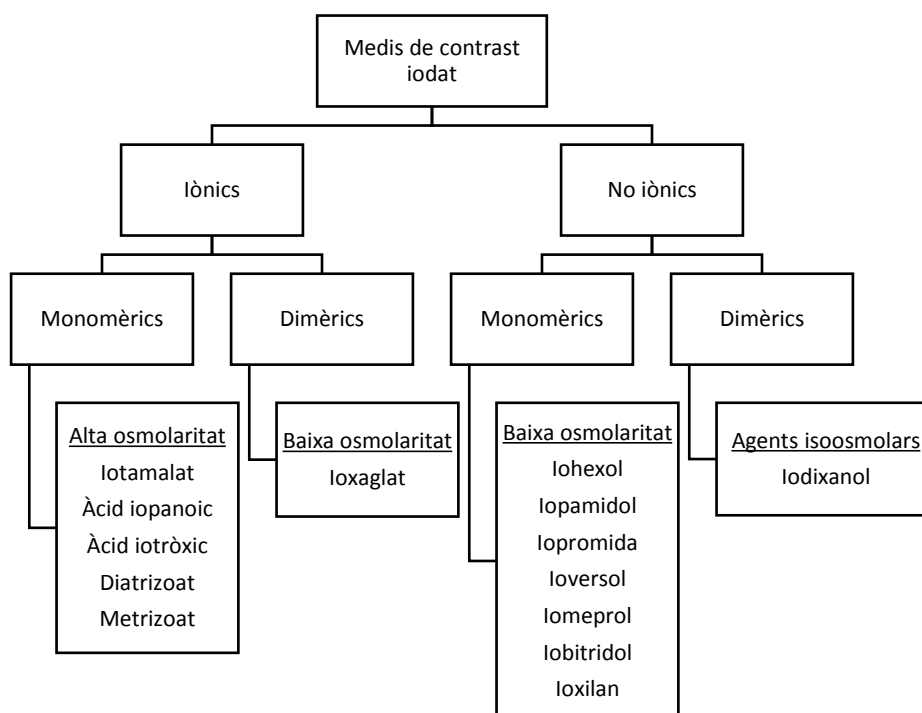 Medis de contrast
iodat
Iònics
No iònics
Monomèrics
Dimèrics
Monomèrics
Dimèrics
Alta osmolaritat
Iotamalat
Àcid iopanoic
Àcid iotròxic
Diatrizoat
Metrizoat
Baixa osmolaritat
Ioxaglat
Baixa osmolaritat
Iohexol
Iopamidol
Iopromida
Ioversol
Iomeprol
Iobitridol
Ioxilan
Agents isoosmolars
Iodixanol